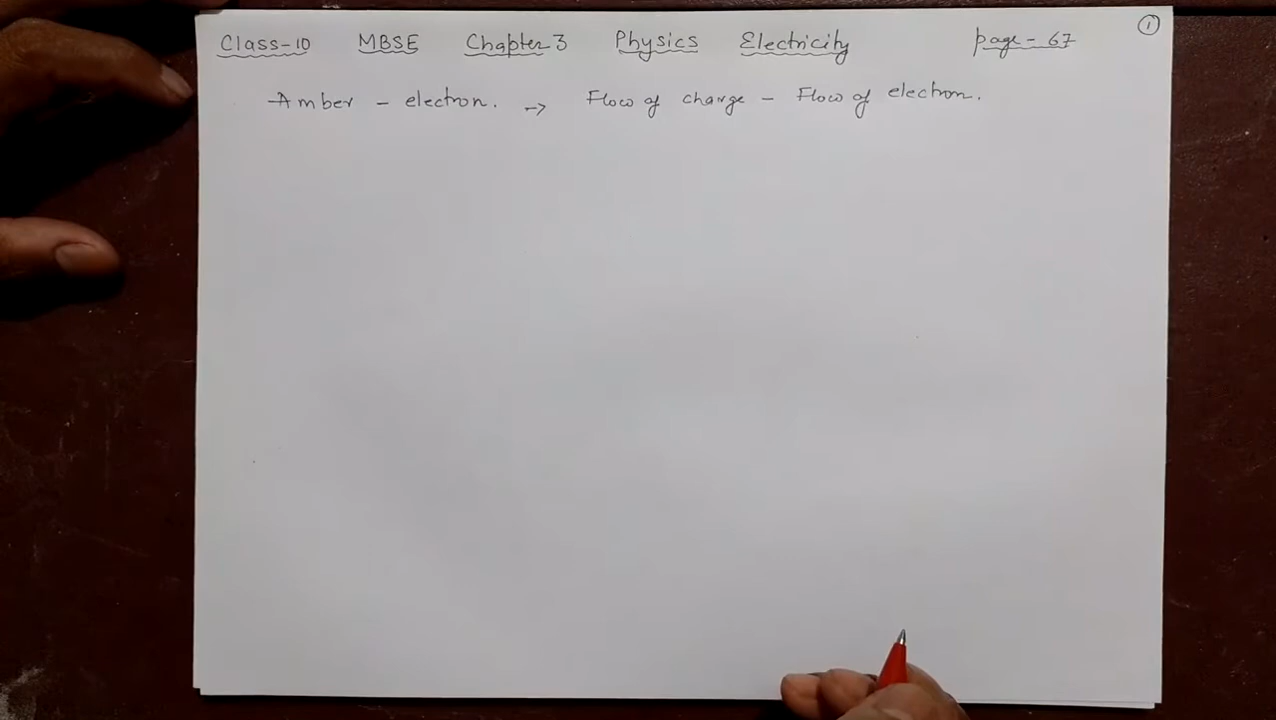 Class-10 MBSE Chapter 3 Physics Electricity page - 67 1
Amber - electron. → Flow of charge - Flow of electron.